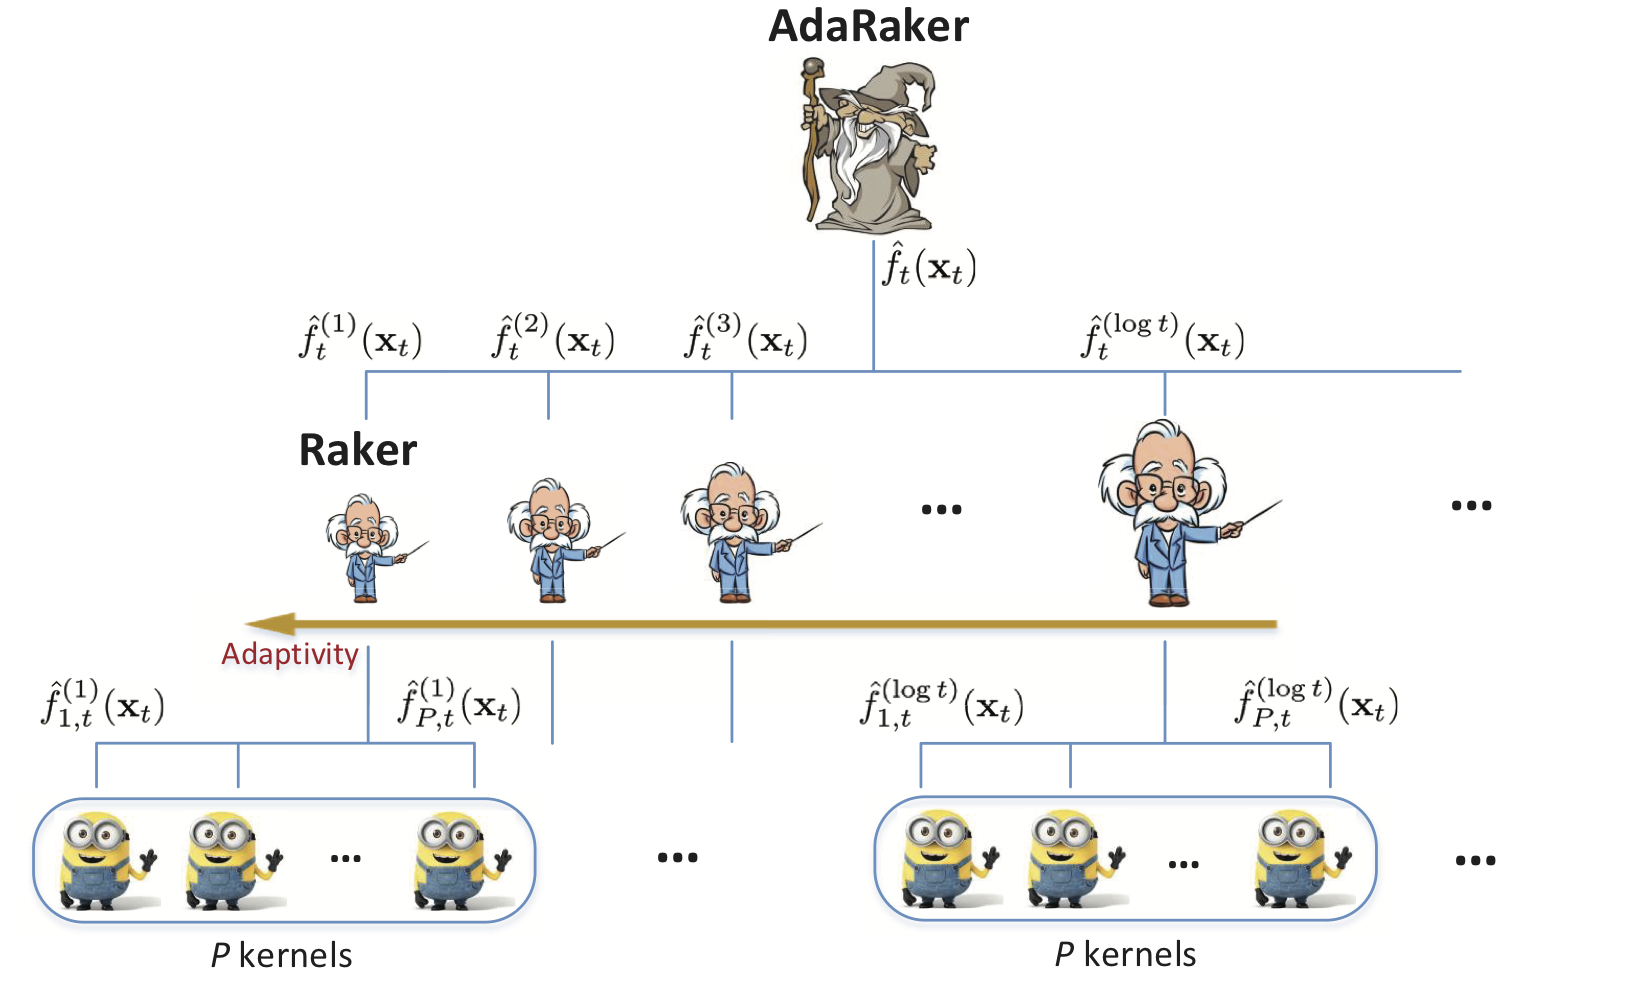 AdaRaker
$\hat{f}_t(\mathbf{x}_t)$
$\hat{f}_t^{(1)}(\mathbf{x}_t)$ $\hat{f}_t^{(2)}(\mathbf{x}_t)$ $\hat{f}_t^{(3)}(\mathbf{x}_t)$ $\hat{f}_t^{(\log t)}(\mathbf{x}_t)$
Raker
... ...
Adaptivity
$\hat{f}_{1,t}^{(1)}(\mathbf{x}_t)$ $\hat{f}_{P,t}^{(1)}(\mathbf{x}_t)$ $\hat{f}_{1,t}^{(\log t)}(\mathbf{x}_t)$ $\hat{f}_{P,t}^{(\log t)}(\mathbf{x}_t)$
... ... ... ...
P kernels P kernels